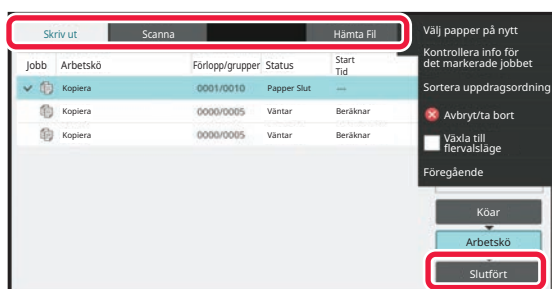 Skriv ut
Scanna
Hämta Fil
Jobb
Arbetskö
Förlopp/grupper
Status
Start
Tid
Kopiera
0001/0010
Papper Slut
---
Kopiera
0000/0005
Väntar
Beräknar
Kopiera
0000/0005
Väntar
Beräknar
Välj papper på nytt
Kontrollera info för
det markerade jobbet
Sortera uppdragsordning
Avbryt/ta bort
Växla till
flervalsläge
Föregående
Köar
Arbetskö
Slutfört